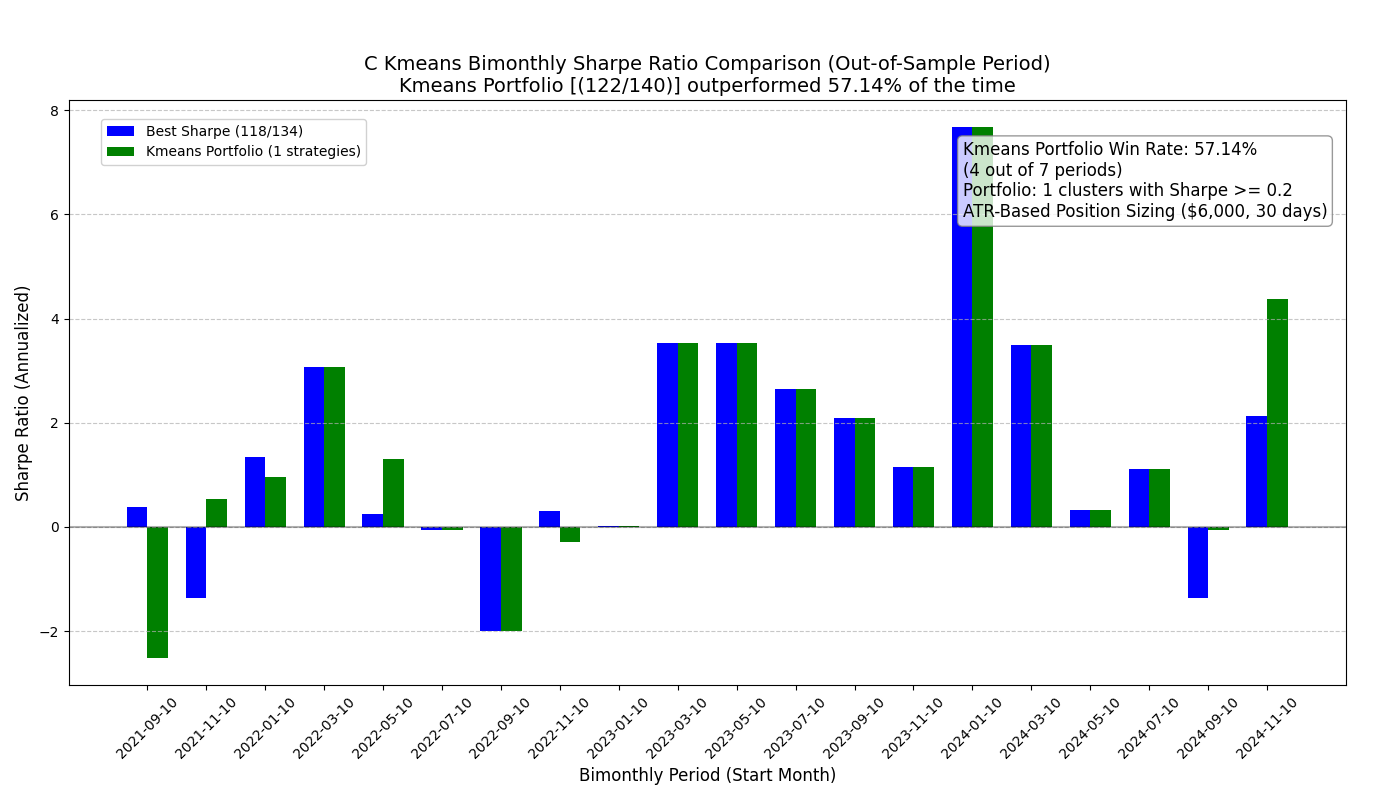 C Kmeans Bimonthly Sharpe Ratio Comparison (Out-of-Sample Period)
Kmeans Portfolio [(122/140)] outperformed 57.14% of the time
Best Sharpe (118/134)
Kmeans Portfolio (1 strategies)
Kmeans Portfolio Win Rate: 57.14%
(4 out of 7 periods)
Portfolio: 1 clusters with Sharpe >= 0.2
ATR-Based Position Sizing ($6,000, 30 days)
Sharpe Ratio (Annualized)
8
6
4
2
0
−2
2021-09-10
2021-11-10
2022-01-10
2022-03-10
2022-05-10
2022-07-10
2022-09-10
2022-11-10
2023-01-10
2023-03-10
2023-05-10
2023-07-10
2023-09-10
2023-11-10
2024-01-10
2024-03-10
2024-05-10
2024-07-10
2024-09-10
2024-11-10
Bimonthly Period (Start Month)